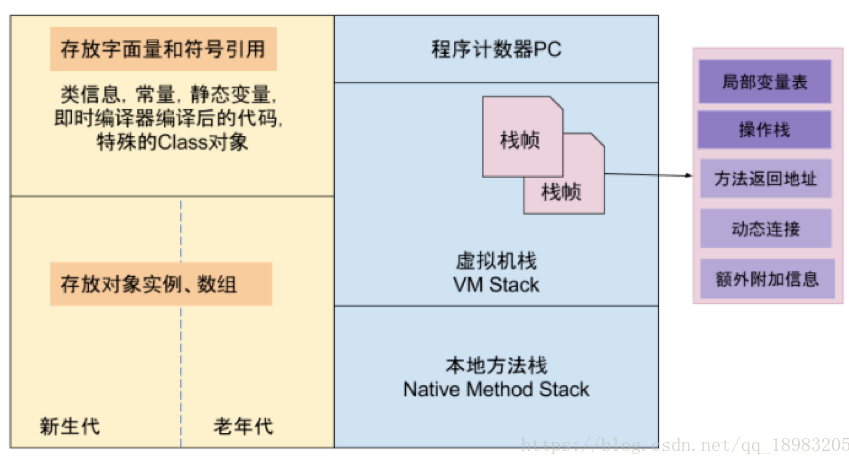 存放字面量和符号引用
类信息, 常量, 静态变量,
即时编译器编译后的代码,
特殊的Class对象
存放对象实例、数组
新生代
老年代
程序计数器PC
栈帧
栈帧
虚拟机栈
VM Stack
本地方法栈
Native Method Stack
局部变量表
操作栈
方法返回地址
动态连接
额外附加信息
https://blog.csdn.net/qq_18983205